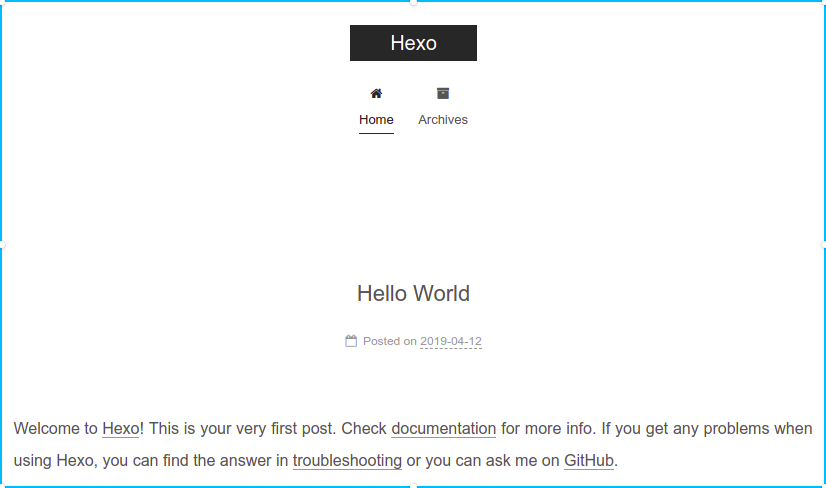 Hexo
Home Archives
Hello World
Posted on 2019-04-12
Welcome to Hexo! This is your very first post. Check documentation for more info. If you get any problems when
using Hexo, you can find the answer in troubleshooting or you can ask me on GitHub.